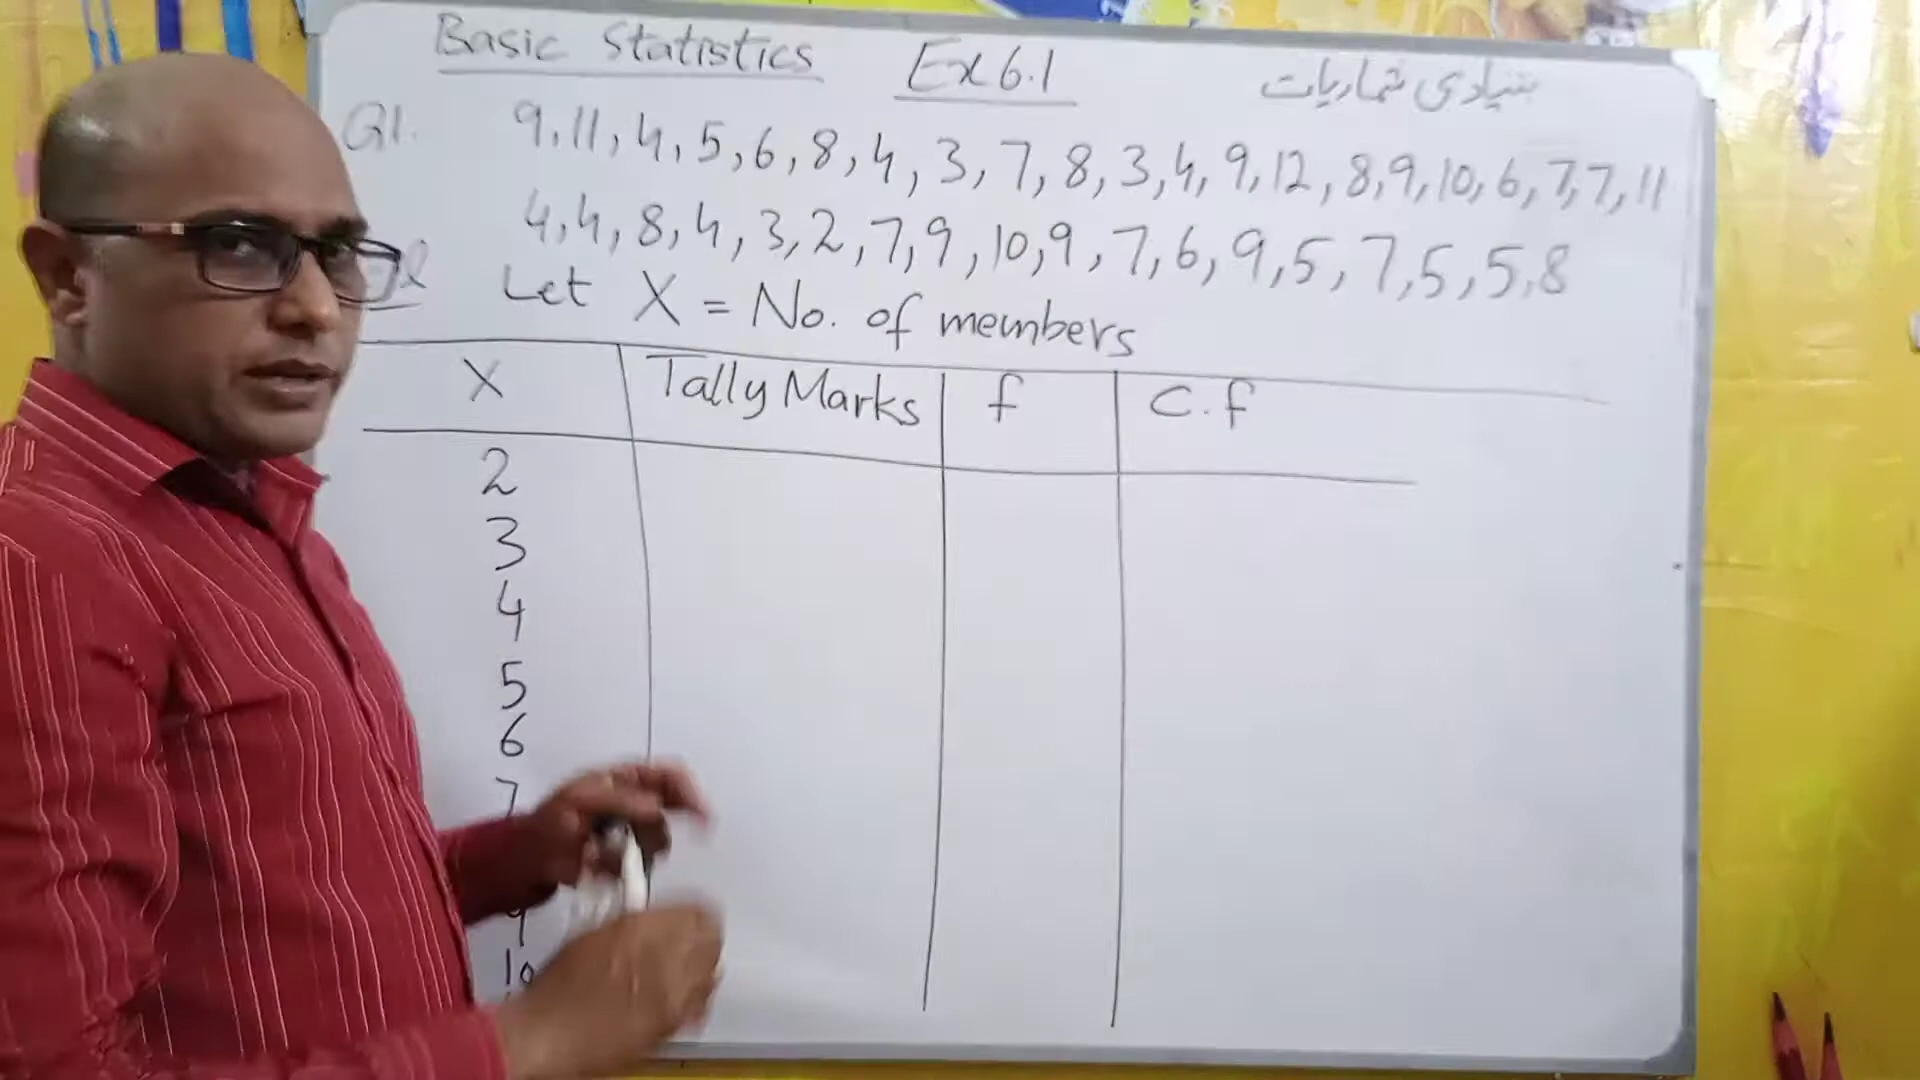 Basic Statistics Ex 6.1 بنیادی شماریات
Q1. 9,11,4,5,6,8,4,3,7,8,3,4,9,12,8,9,10,6,7,7,11
4,4,8,4,3,2,7,9,10,9,7,6,9,5,7,5,5,8
Let X = No. of members
X Tally Marks f C.f
2
3
4
5
6
7
9
10